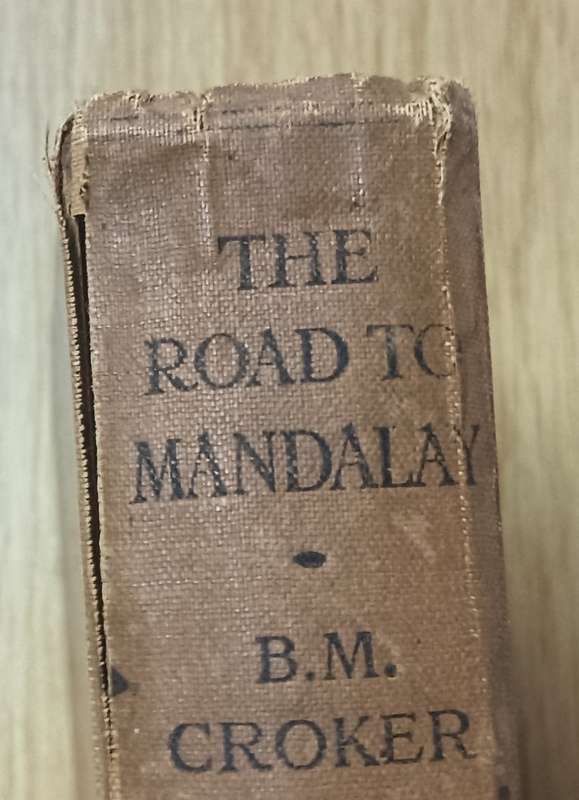 THE
ROAD TO
MANDALAY
B.M.
CROKER